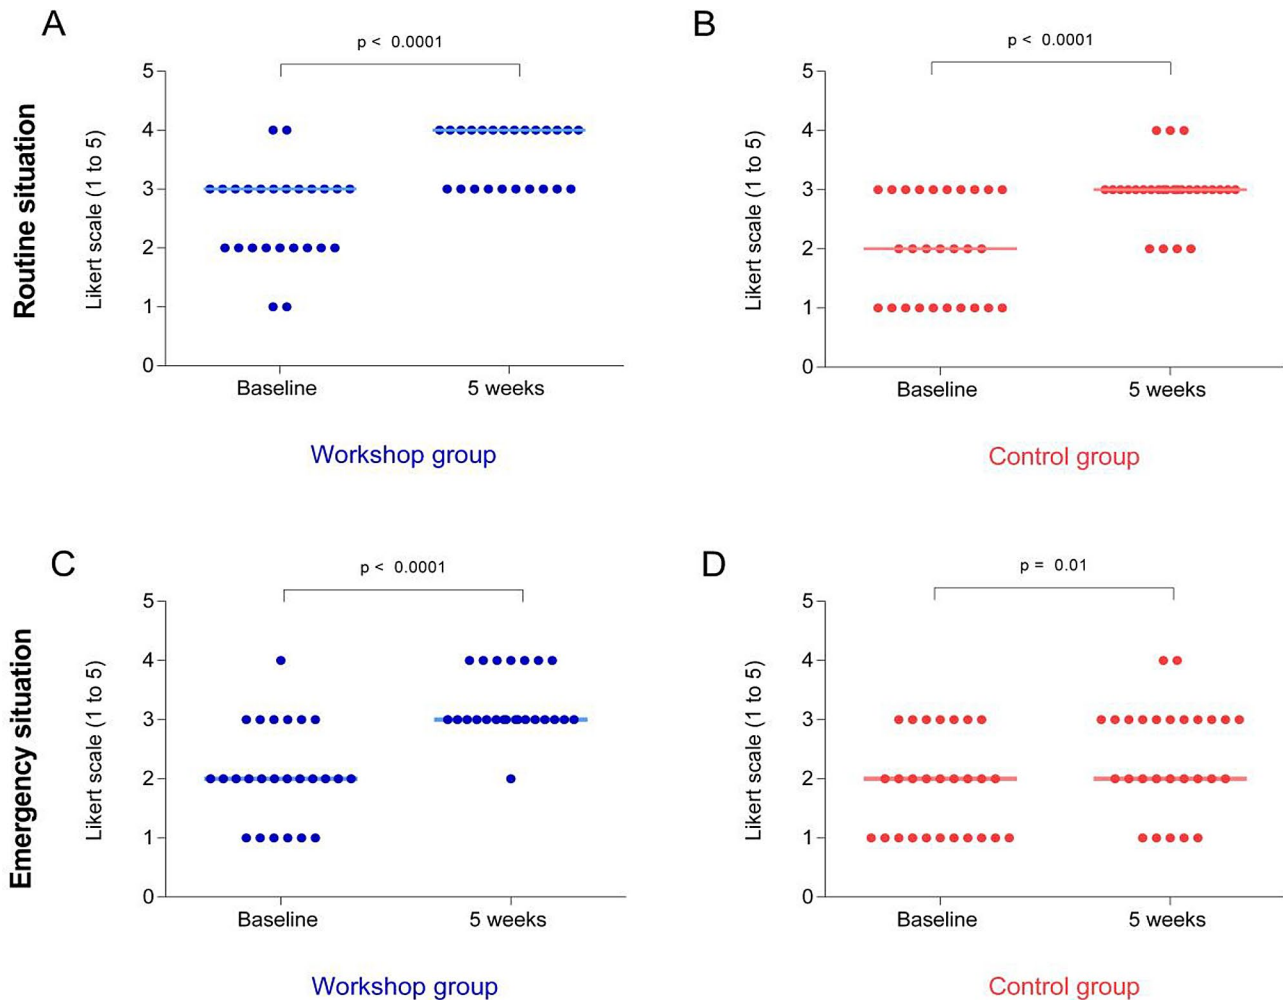 A
p < 0.0001
Routine situation
Likert scale (1 to 5)
5
4
3
2
1
0
Baseline
5 weeks
Workshop group
B
p < 0.0001
Likert scale (1 to 5)
5
4
3
2
1
0
Baseline
5 weeks
Control group
C
p < 0.0001
Emergency situation
Likert scale (1 to 5)
5
4
3
2
1
0
Baseline
5 weeks
Workshop group
D
p = 0.01
Likert scale (1 to 5)
5
4
3
2
1
0
Baseline
5 weeks
Control group